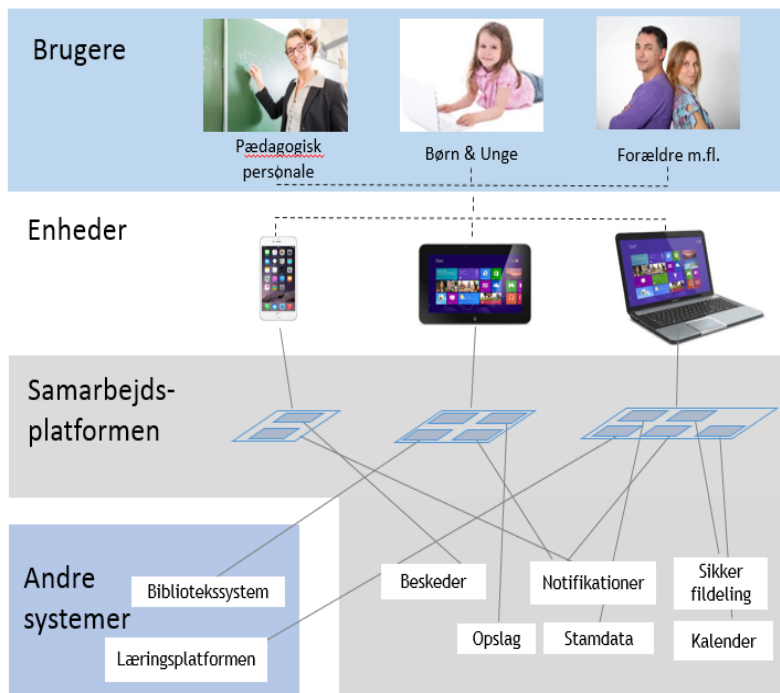 Brugere
Pædagogisk
personale
Børn & Unge
Forældre m.fl.
Enheder
Samarbejds-
platformen
Andre
systemer
Bibliotekssystem
Læringsplatformen
Beskeder
Notifikationer
Sikker
fildeling
Opslag
Stamdata
Kalender